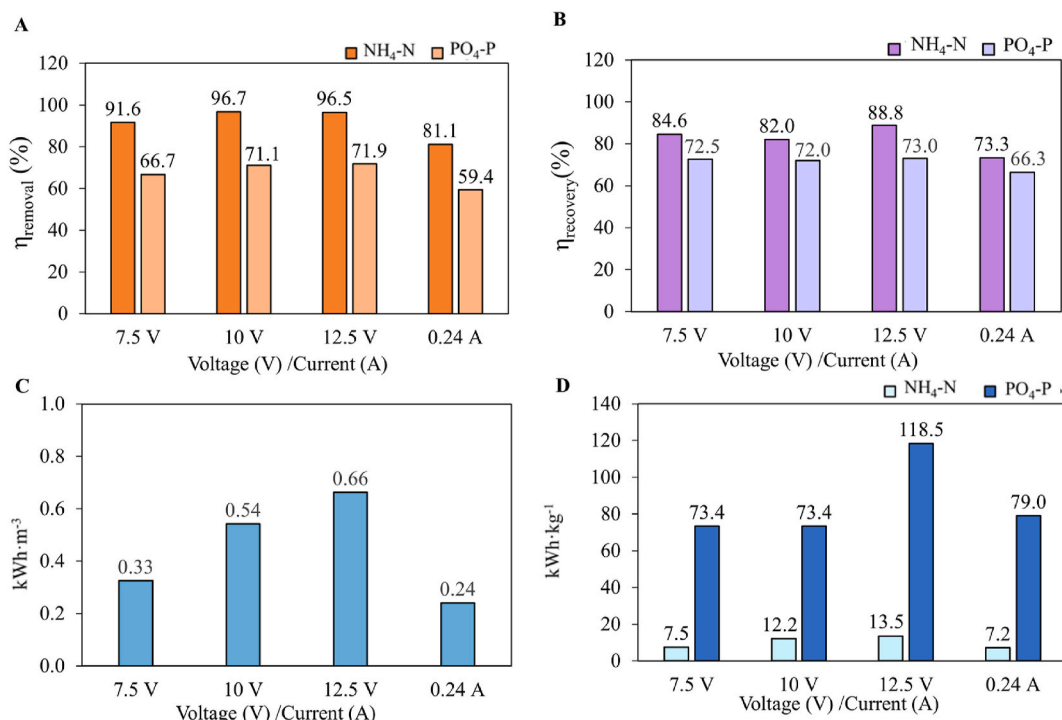 A
NH₄-N PO₄-P
120
100
80
60
40
20
0
ηremoval (%)
91.6 66.7 96.7 71.1 96.5 71.9 81.1 59.4
7.5 V 10 V 12.5 V 0.24 A
Voltage (V) /Current (A)
B
NH₄-N PO₄-P
120
100
80
60
40
20
0
ηrecovery(%)
84.6 72.5 82.0 72.0 88.8 73.0 73.3 66.3
7.5 V 10 V 12.5 V 0.24 A
Voltage (V) /Current (A)
C
1.0
0.8
0.6
0.4
0.2
0.0
kWh·m⁻³
0.33 0.54 0.66 0.24
7.5 V 10 V 12.5 V 0.24 A
Voltage (V) /Current (A)
D
NH₄-N PO₄-P
140
120
100
80
60
40
20
0
kWh·kg⁻¹
7.5 73.4 12.2 73.4 13.5 118.5 7.2 79.0
7.5 V 10 V 12.5 V 0.24 A
Voltage (V) /Current (A)